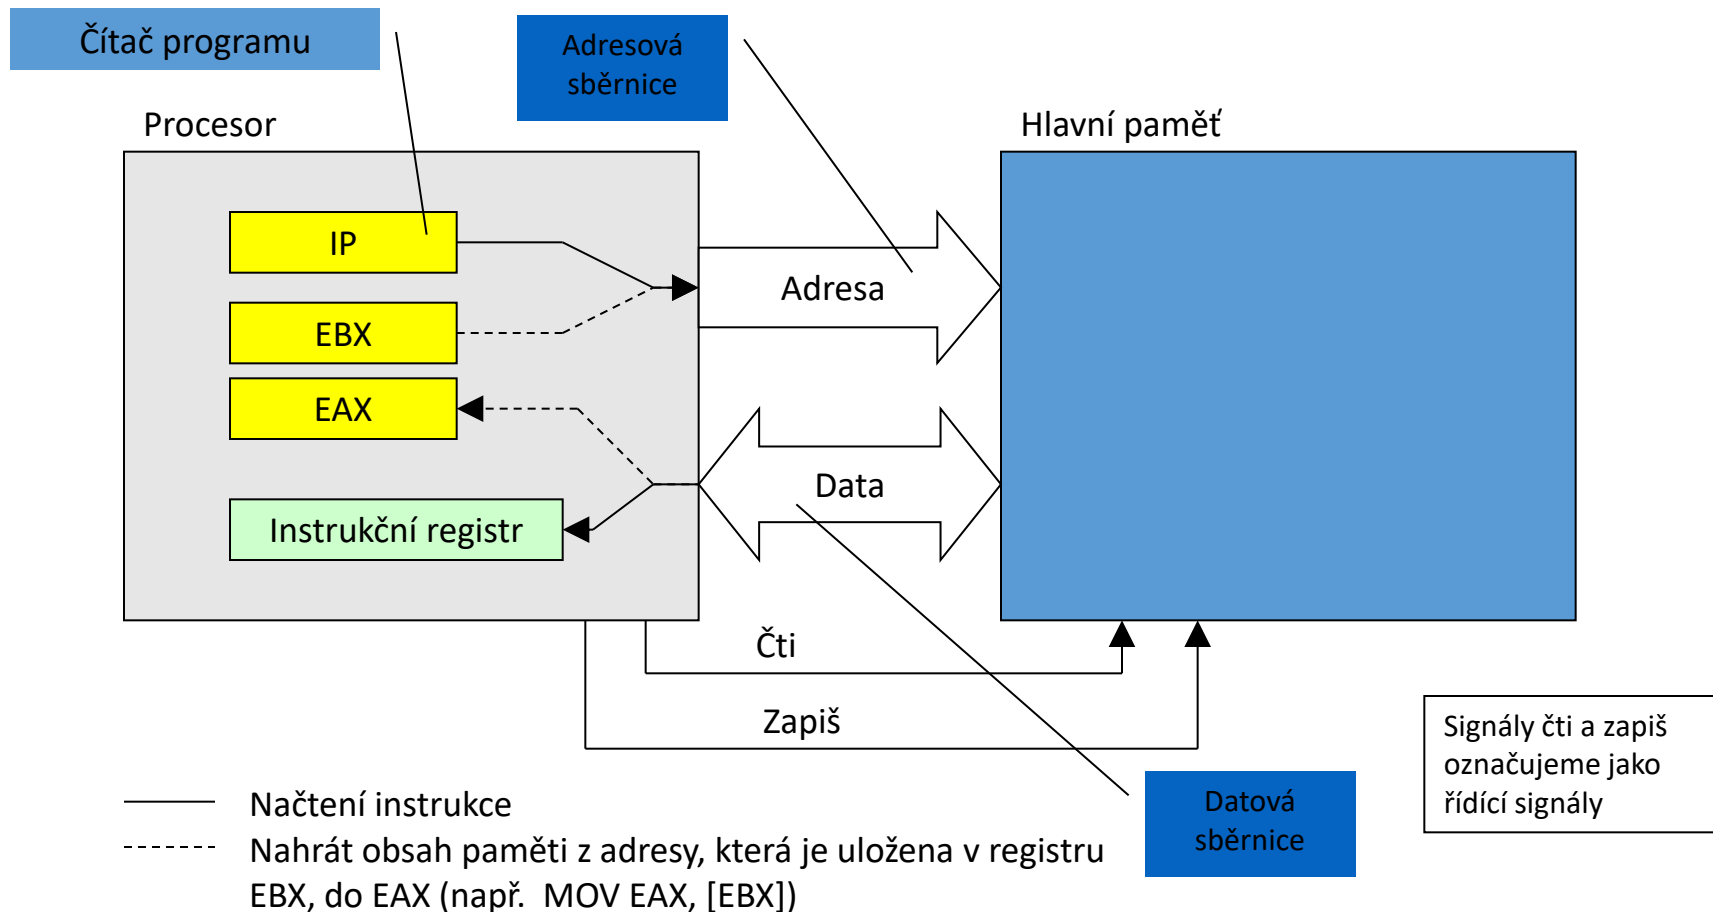 Čítač programu
Adresová
sběrnice
Procesor
Hlavní paměť
IP
EBX
EAX
Instrukční registr
Adresa
Data
Čti
Zapiš
Signály čti a zapiš
označujeme jako
řídící signály
Datová
sběrnice
Načtení instrukce
Nahrát obsah paměti z adresy, která je uložena v registru
EBX, do EAX (např. MOV EAX, [EBX])